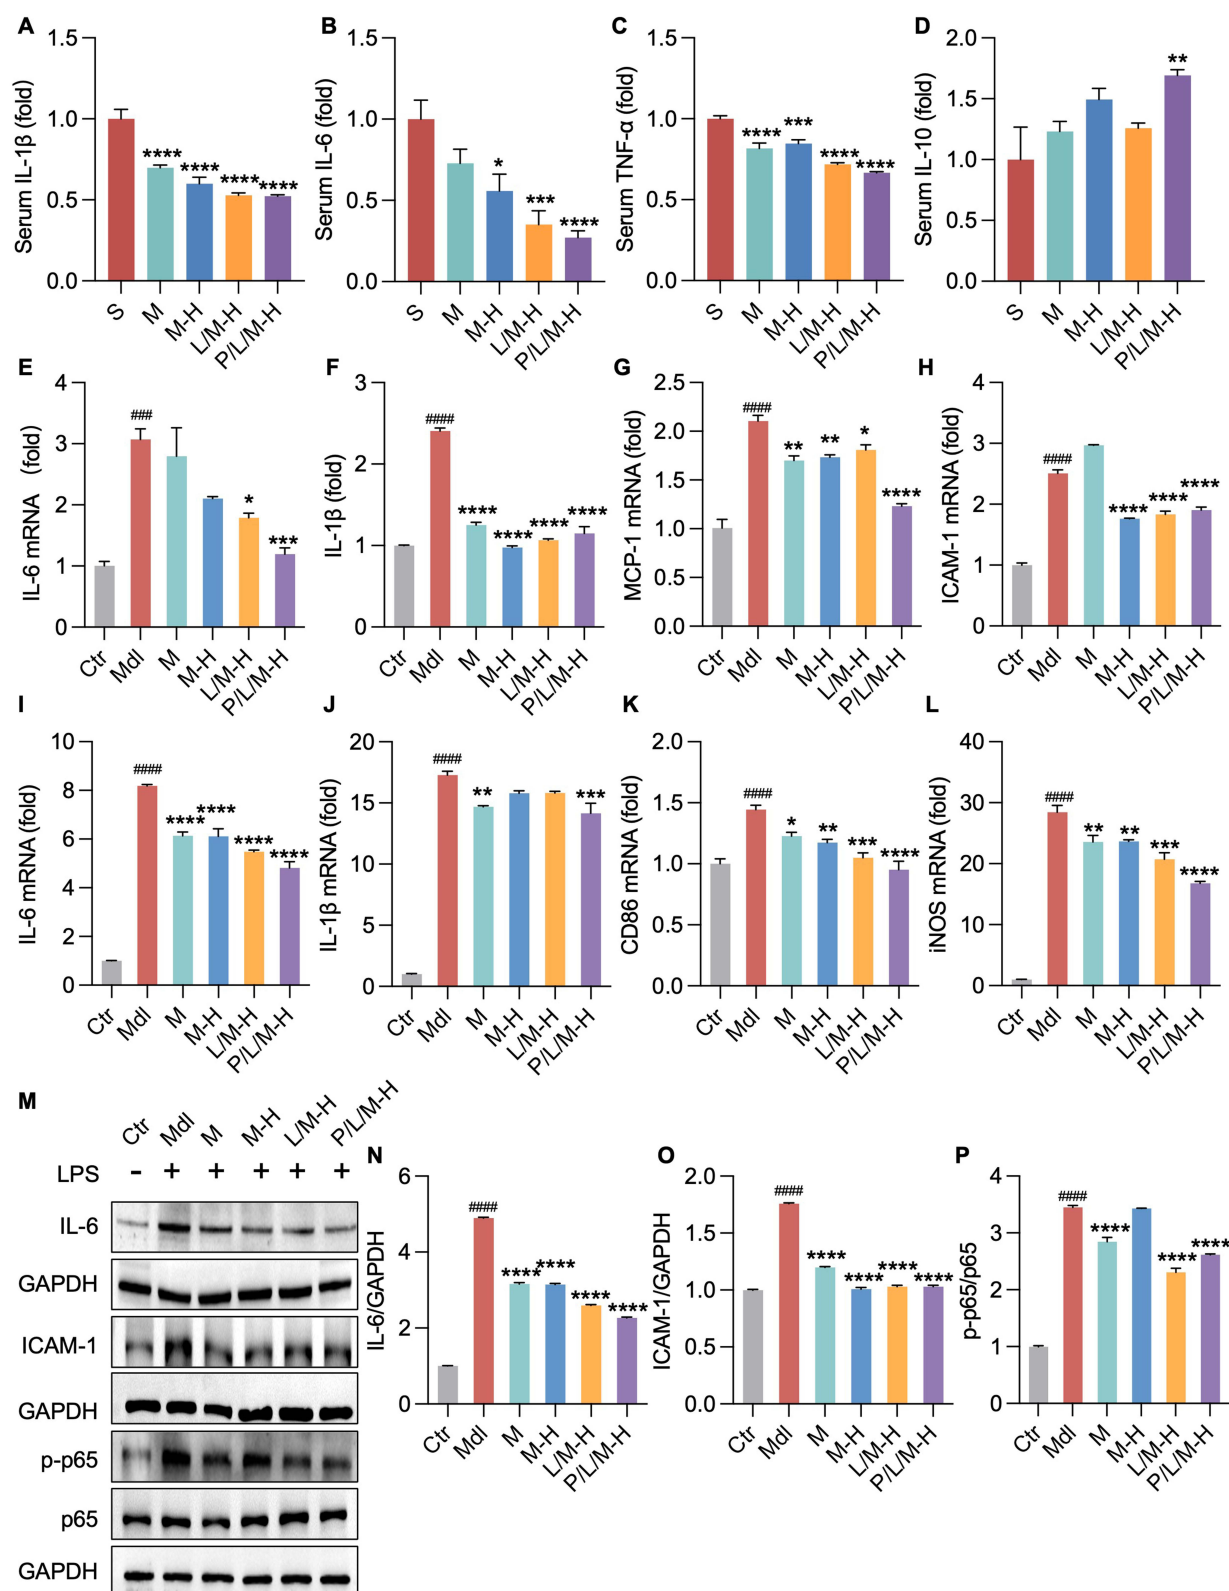 A
Serum IL-1β (fold)
1.5
1.0
0.5
0.0
****
****
****
****
S
M
M-H
L/M-H
P/L/M-H
B
Serum IL-6 (fold)
1.5
1.0
0.5
0.0
*
***
****
S
M
M-H
L/M-H
P/L/M-H
C
Serum TNF-α (fold)
1.5
1.0
0.5
0.0
****
***
****
****
S
M
M-H
L/M-H
P/L/M-H
D
Serum IL-10 (fold)
2.0
1.5
1.0
0.5
0.0
**
S
M
M-H
L/M-H
P/L/M-H
E
IL-6 mRNA (fold)
4
3
2
1
0
###
*
***
Ctr
Mdl
M
M-H
L/M-H
P/L/M-H
F
IL-1β (fold)
3
2
1
0
####
****
****
****
****
Ctr
Mdl
M
M-H
L/M-H
P/L/M-H
G
MCP-1 mRNA (fold)
2.5
2.0
1.5
1.0
0.5
0.0
####
**
**
*
****
Ctr
Mdl
M
M-H
L/M-H
P/L/M-H
H
ICAM-1 mRNA (fold)
4
3
2
1
0
####
****
****
****
Ctr
Mdl
M
M-H
L/M-H
P/L/M-H
I
IL-6 mRNA (fold)
10
8
6
4
2
0
####
****
****
****
****
Ctr
Mdl
M
M-H
L/M-H
P/L/M-H
J
IL-1β mRNA (fold)
20
15
10
5
0
####
**
***
Ctr
Mdl
M
M-H
L/M-H
P/L/M-H
K
CD86 mRNA (fold)
2.0
1.5
1.0
0.5
0.0
####
*
**
***
****
Ctr
Mdl
M
M-H
L/M-H
P/L/M-H
L
iNOS mRNA (fold)
40
30
20
10
0
####
**
**
***
****
Ctr
Mdl
M
M-H
L/M-H
P/L/M-H
M
Ctr
Mdl
M
M-H
L/M-H
P/L/M-H
LPS - + + + + +
IL-6
GAPDH
ICAM-1
GAPDH
p-p65
p65
GAPDH
N
IL-6/GAPDH
6
4
2
0
####
****
****
****
****
Ctr
Mdl
M
M-H
L/M-H
P/L/M-H
O
ICAM-1/GAPDH
2.0
1.5
1.0
0.5
0.0
####
****
****
****
****
Ctr
Mdl
M
M-H
L/M-H
P/L/M-H
P
p-p65/p65
4
3
2
1
0
####
****
****
****
Ctr
Mdl
M
M-H
L/M-H
P/L/M-H